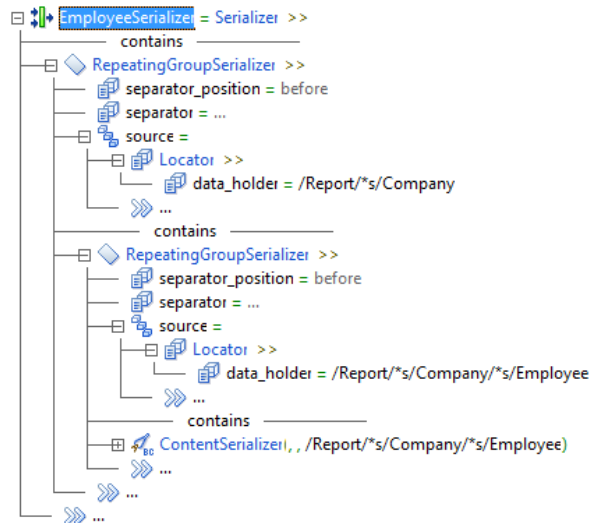 EmployeeSerializer = Serializer >>
contains
RepeatingGroupSerializer >>
separator_position = before
separator = ...
source =
Locator >>
data_holder = /Report/*s/Company
...
contains
RepeatingGroupSerializer >>
separator_position = before
separator = ...
source =
Locator >>
data_holder = /Report/*s/Company/*s/Employee
...
contains
BC ContentSerializer(, , /Report/*s/Company/*s/Employee)
...
...
...